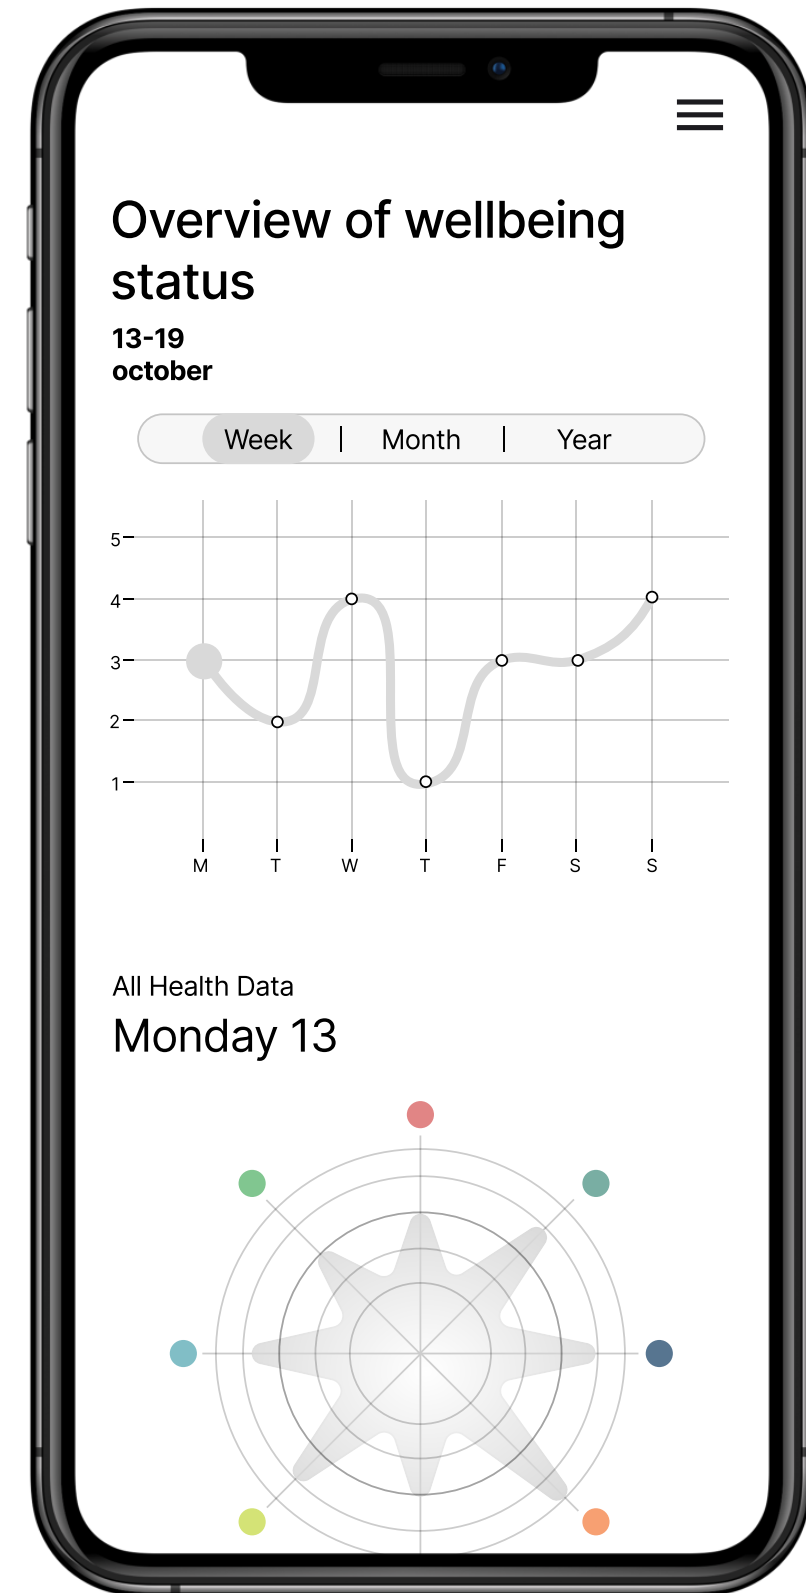 Overview of wellbeing
status
13-19
october
Week | Month | Year
5
4
3
2
1
M T W T F S S
All Health Data
Monday 13